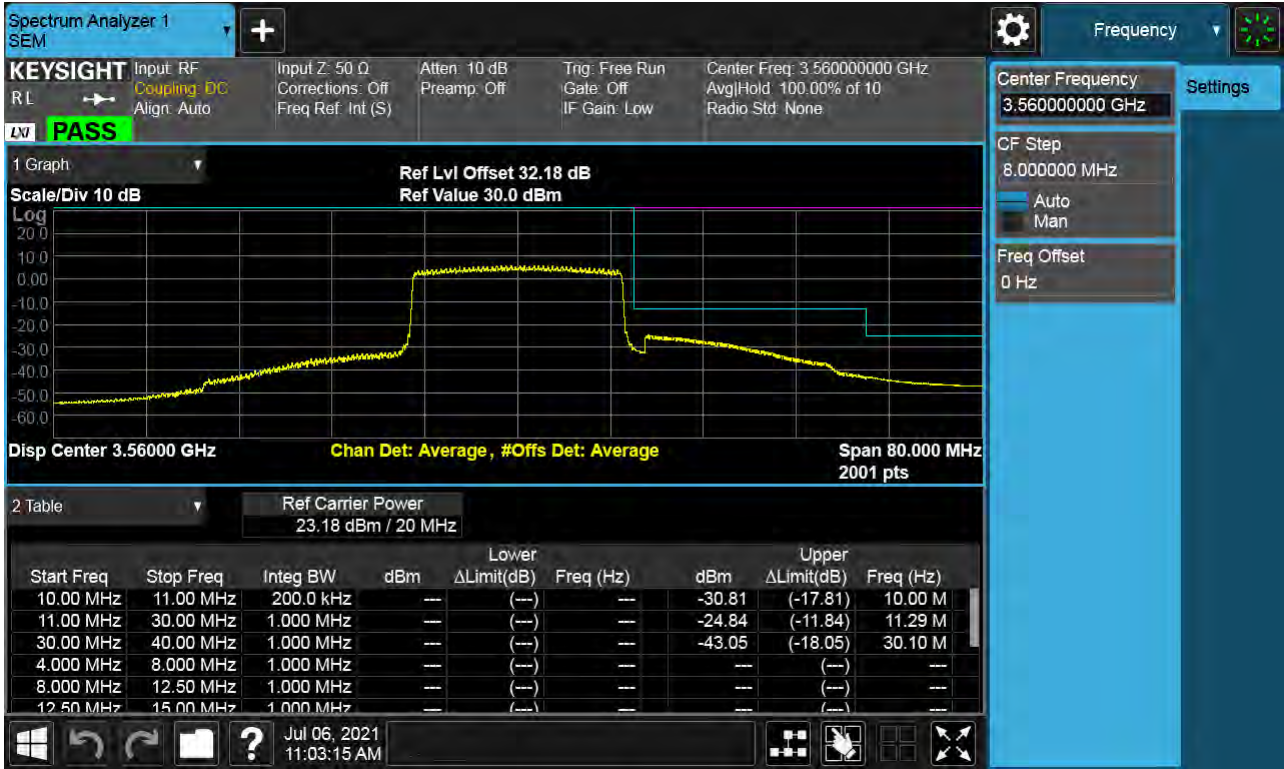 Spectrum Analyzer 1
SEM
Frequency
KEYSIGHT
RL
LXI PASS
Input: RF
Coupling: DC
Align: Auto
Input Z: 50 Ω
Corrections: Off
Freq Ref: Int (S)
Atten: 10 dB
Preamp: Off
Trig: Free Run
Gate: Off
IF Gain: Low
Center Freq: 3.560000000 GHz
Avg|Hold: 100.00% of 10
Radio Std: None
Center Frequency
3.560000000 GHz
Settings
CF Step
8.000000 MHz
Auto
Man
Freq Offset
0 Hz
1 Graph
Scale/Div 10 dB
Ref Lvl Offset 32.18 dB
Ref Value 30.0 dBm
Log
20.0
10.0
0.00
-10.0
-20.0
-30.0
-40.0
-50.0
-60.0
Disp Center 3.56000 GHz
Chan Det: Average , #Offs Det: Average
Span 80.000 MHz
2001 pts
2 Table
Ref Carrier Power
23.18 dBm / 20 MHz
Lower Upper
Start Freq Stop Freq Integ BW dBm ΔLimit(dB) Freq (Hz) dBm ΔLimit(dB) Freq (Hz)
10.00 MHz 11.00 MHz 200.0 kHz --- (---) --- -30.81 (-17.81) 10.00 M
11.00 MHz 30.00 MHz 1.000 MHz --- (---) --- -24.84 (-11.84) 11.29 M
30.00 MHz 40.00 MHz 1.000 MHz --- (---) --- -43.05 (-18.05) 30.10 M
4.000 MHz 8.000 MHz 1.000 MHz --- (---) --- --- (---) ---
8.000 MHz 12.50 MHz 1.000 MHz --- (---) --- --- (---) ---
12.50 MHz 15.00 MHz 1.000 MHz --- (---) --- --- (---) ---
?
Jul 06, 2021
11:03:15 AM